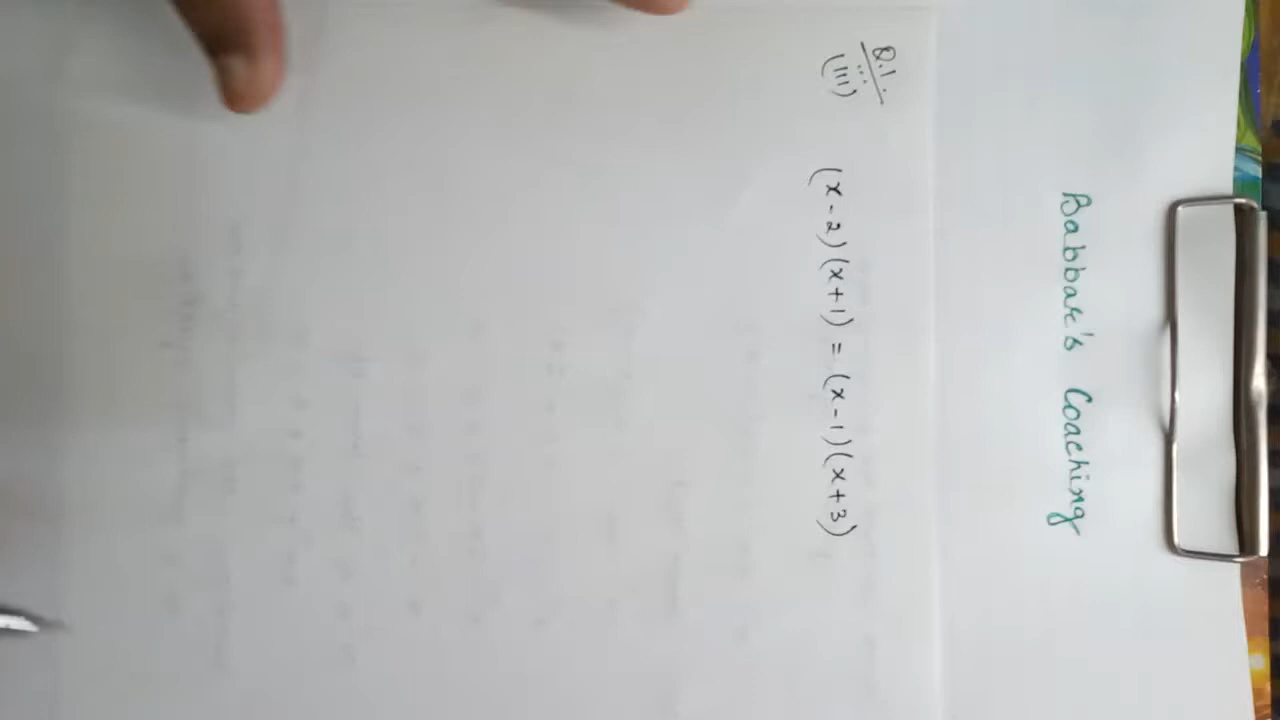 Babbar's Coaching
Q.1.
(iii) (x-2)(x+1) = (x-1)(x+3)